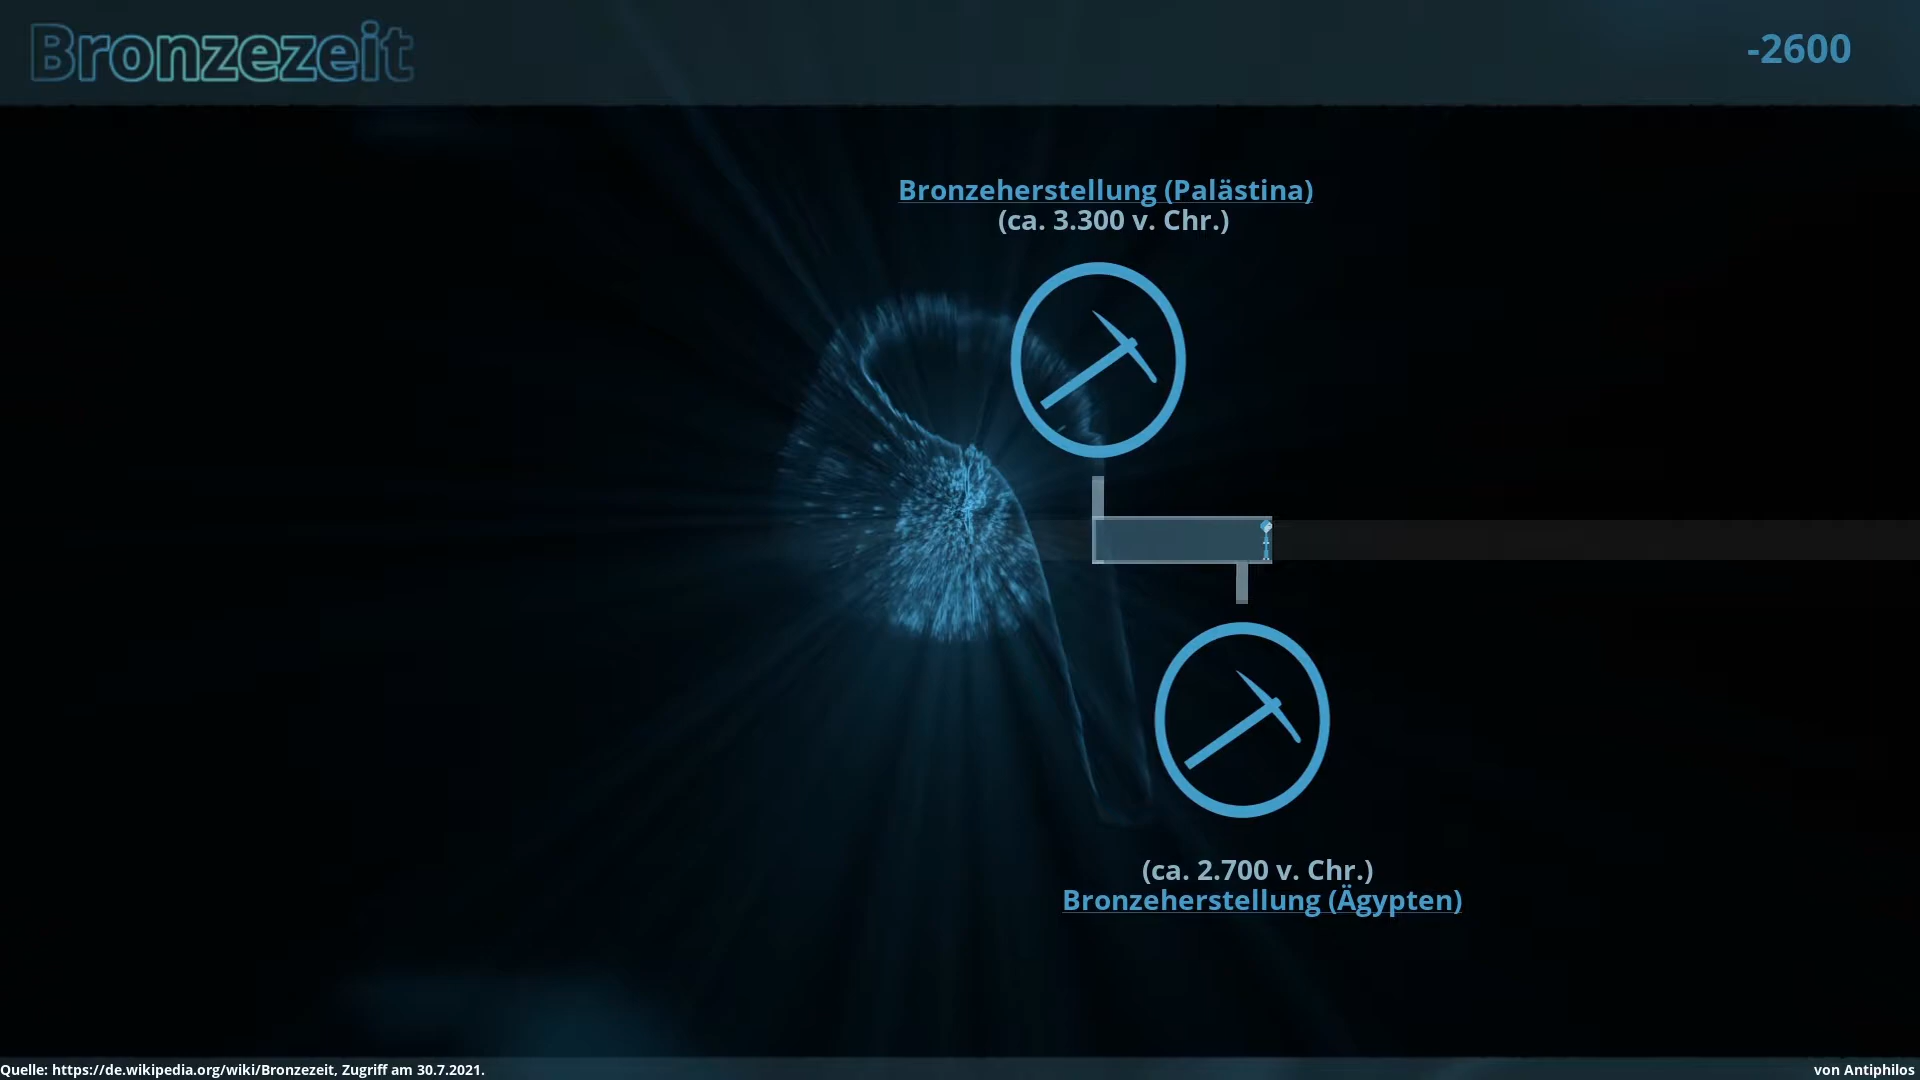 Bronzezeit
-2600
Bronzeherstellung (Palästina)
(ca. 3.300 v. Chr.)
(ca. 2.700 v. Chr.)
Bronzeherstellung (Ägypten)
Quelle: https://de.wikipedia.org/wiki/Bronzezeit, Zugriff am 30.7.2021.
von Antiphilos